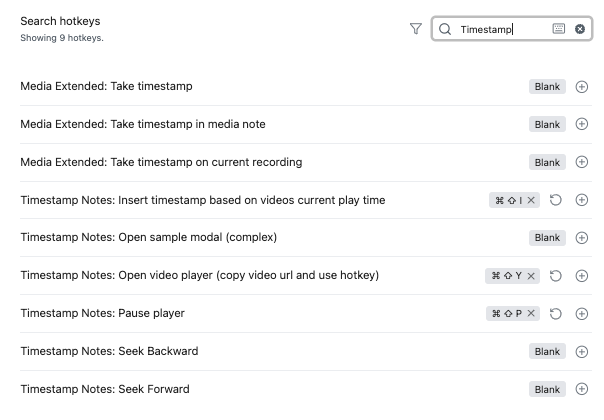 Search hotkeys
Showing 9 hotkeys.
Timestamp
Media Extended: Take timestamp
Blank
Media Extended: Take timestamp in media note
Blank
Media Extended: Take timestamp on current recording
Blank
Timestamp Notes: Insert timestamp based on videos current play time
⌘ ⇧ I
Timestamp Notes: Open sample modal (complex)
Blank
Timestamp Notes: Open video player (copy video url and use hotkey)
⌘ ⇧ Y
Timestamp Notes: Pause player
⌘ ⇧ P
Timestamp Notes: Seek Backward
Blank
Timestamp Notes: Seek Forward
Blank